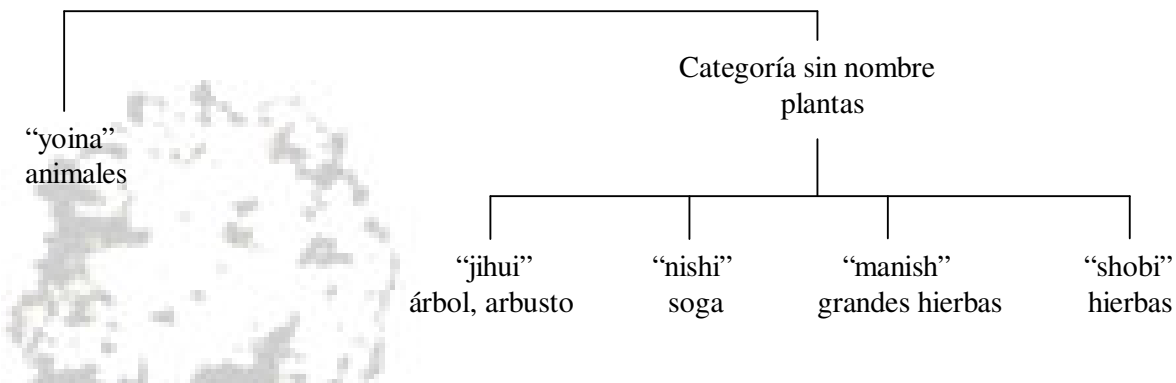 Categoría sin nombre
plantas
“yoina”
animales
“jihui”
árbol, arbusto
“nishi”
soga
“manish”
grandes hierbas
“shobi”
hierbas